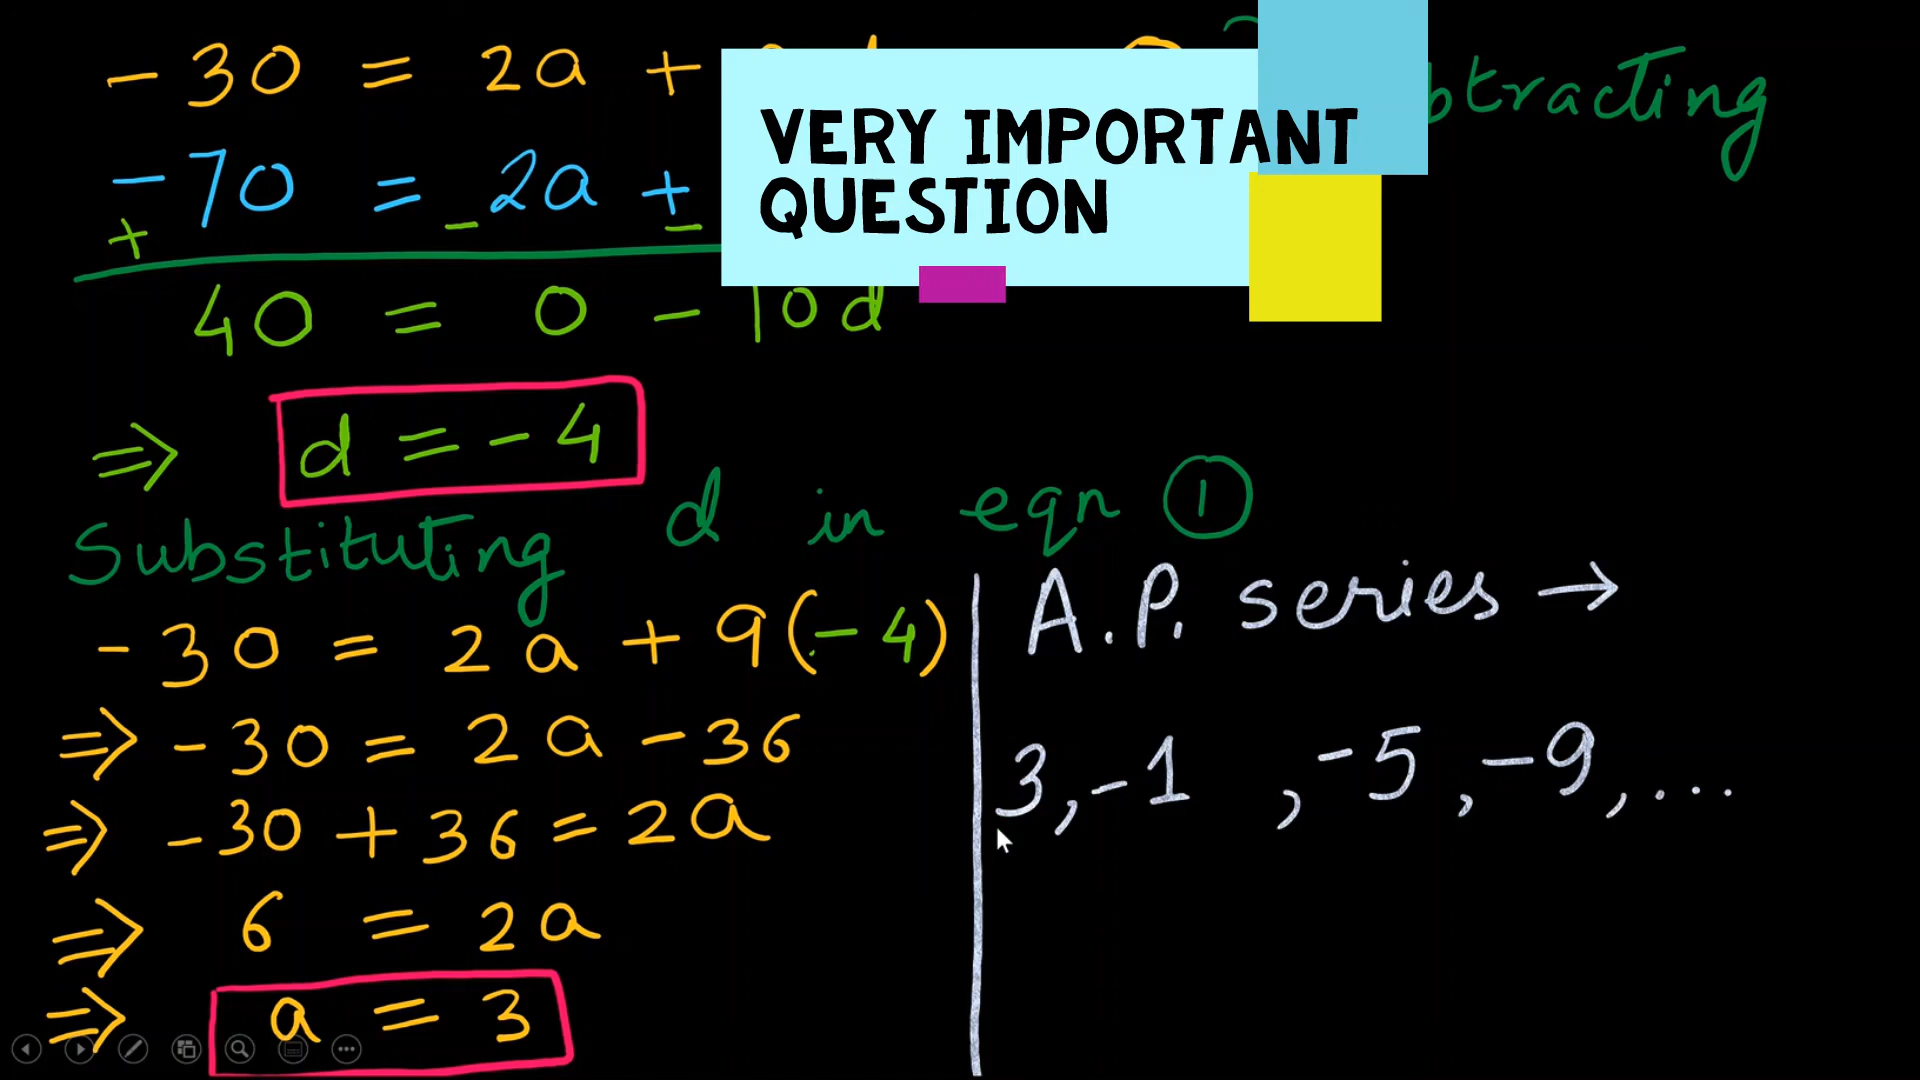 - 30 = 2a +
VERY IMPORTANT
QUESTION
btracting
- 70 = 2a +
+ - -
40 = 0 - 10d
⇒ d = - 4
Substituting d in eqn ①
- 30 = 2a + 9(- 4)
⇒ - 30 = 2a - 36
⇒ - 30 + 36 = 2a
⇒ 6 = 2a
⇒ a = 3
A.P. series →
3, -1 , -5, -9, ...